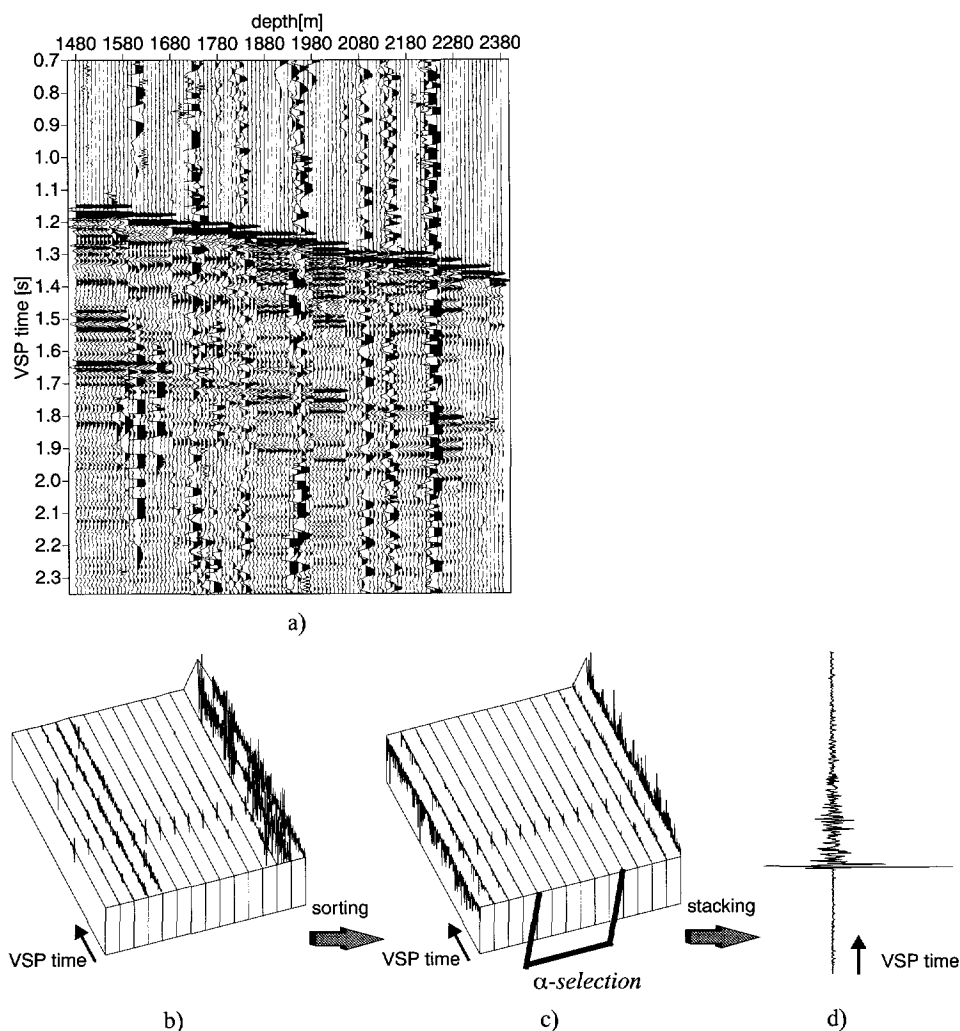 depth[m]
1480 1580 1680 1780 1880 1980 2080 2180 2280 2380
0.7
0.8
0.9
1.0
1.1
1.2
1.3
1.4
1.5
1.6
1.7
1.8
1.9
2.0
2.1
2.2
2.3
VSP time [s]
a)
sorting
stacking
VSP time
VSP time
VSP time
α-selection
b)
c)
d)